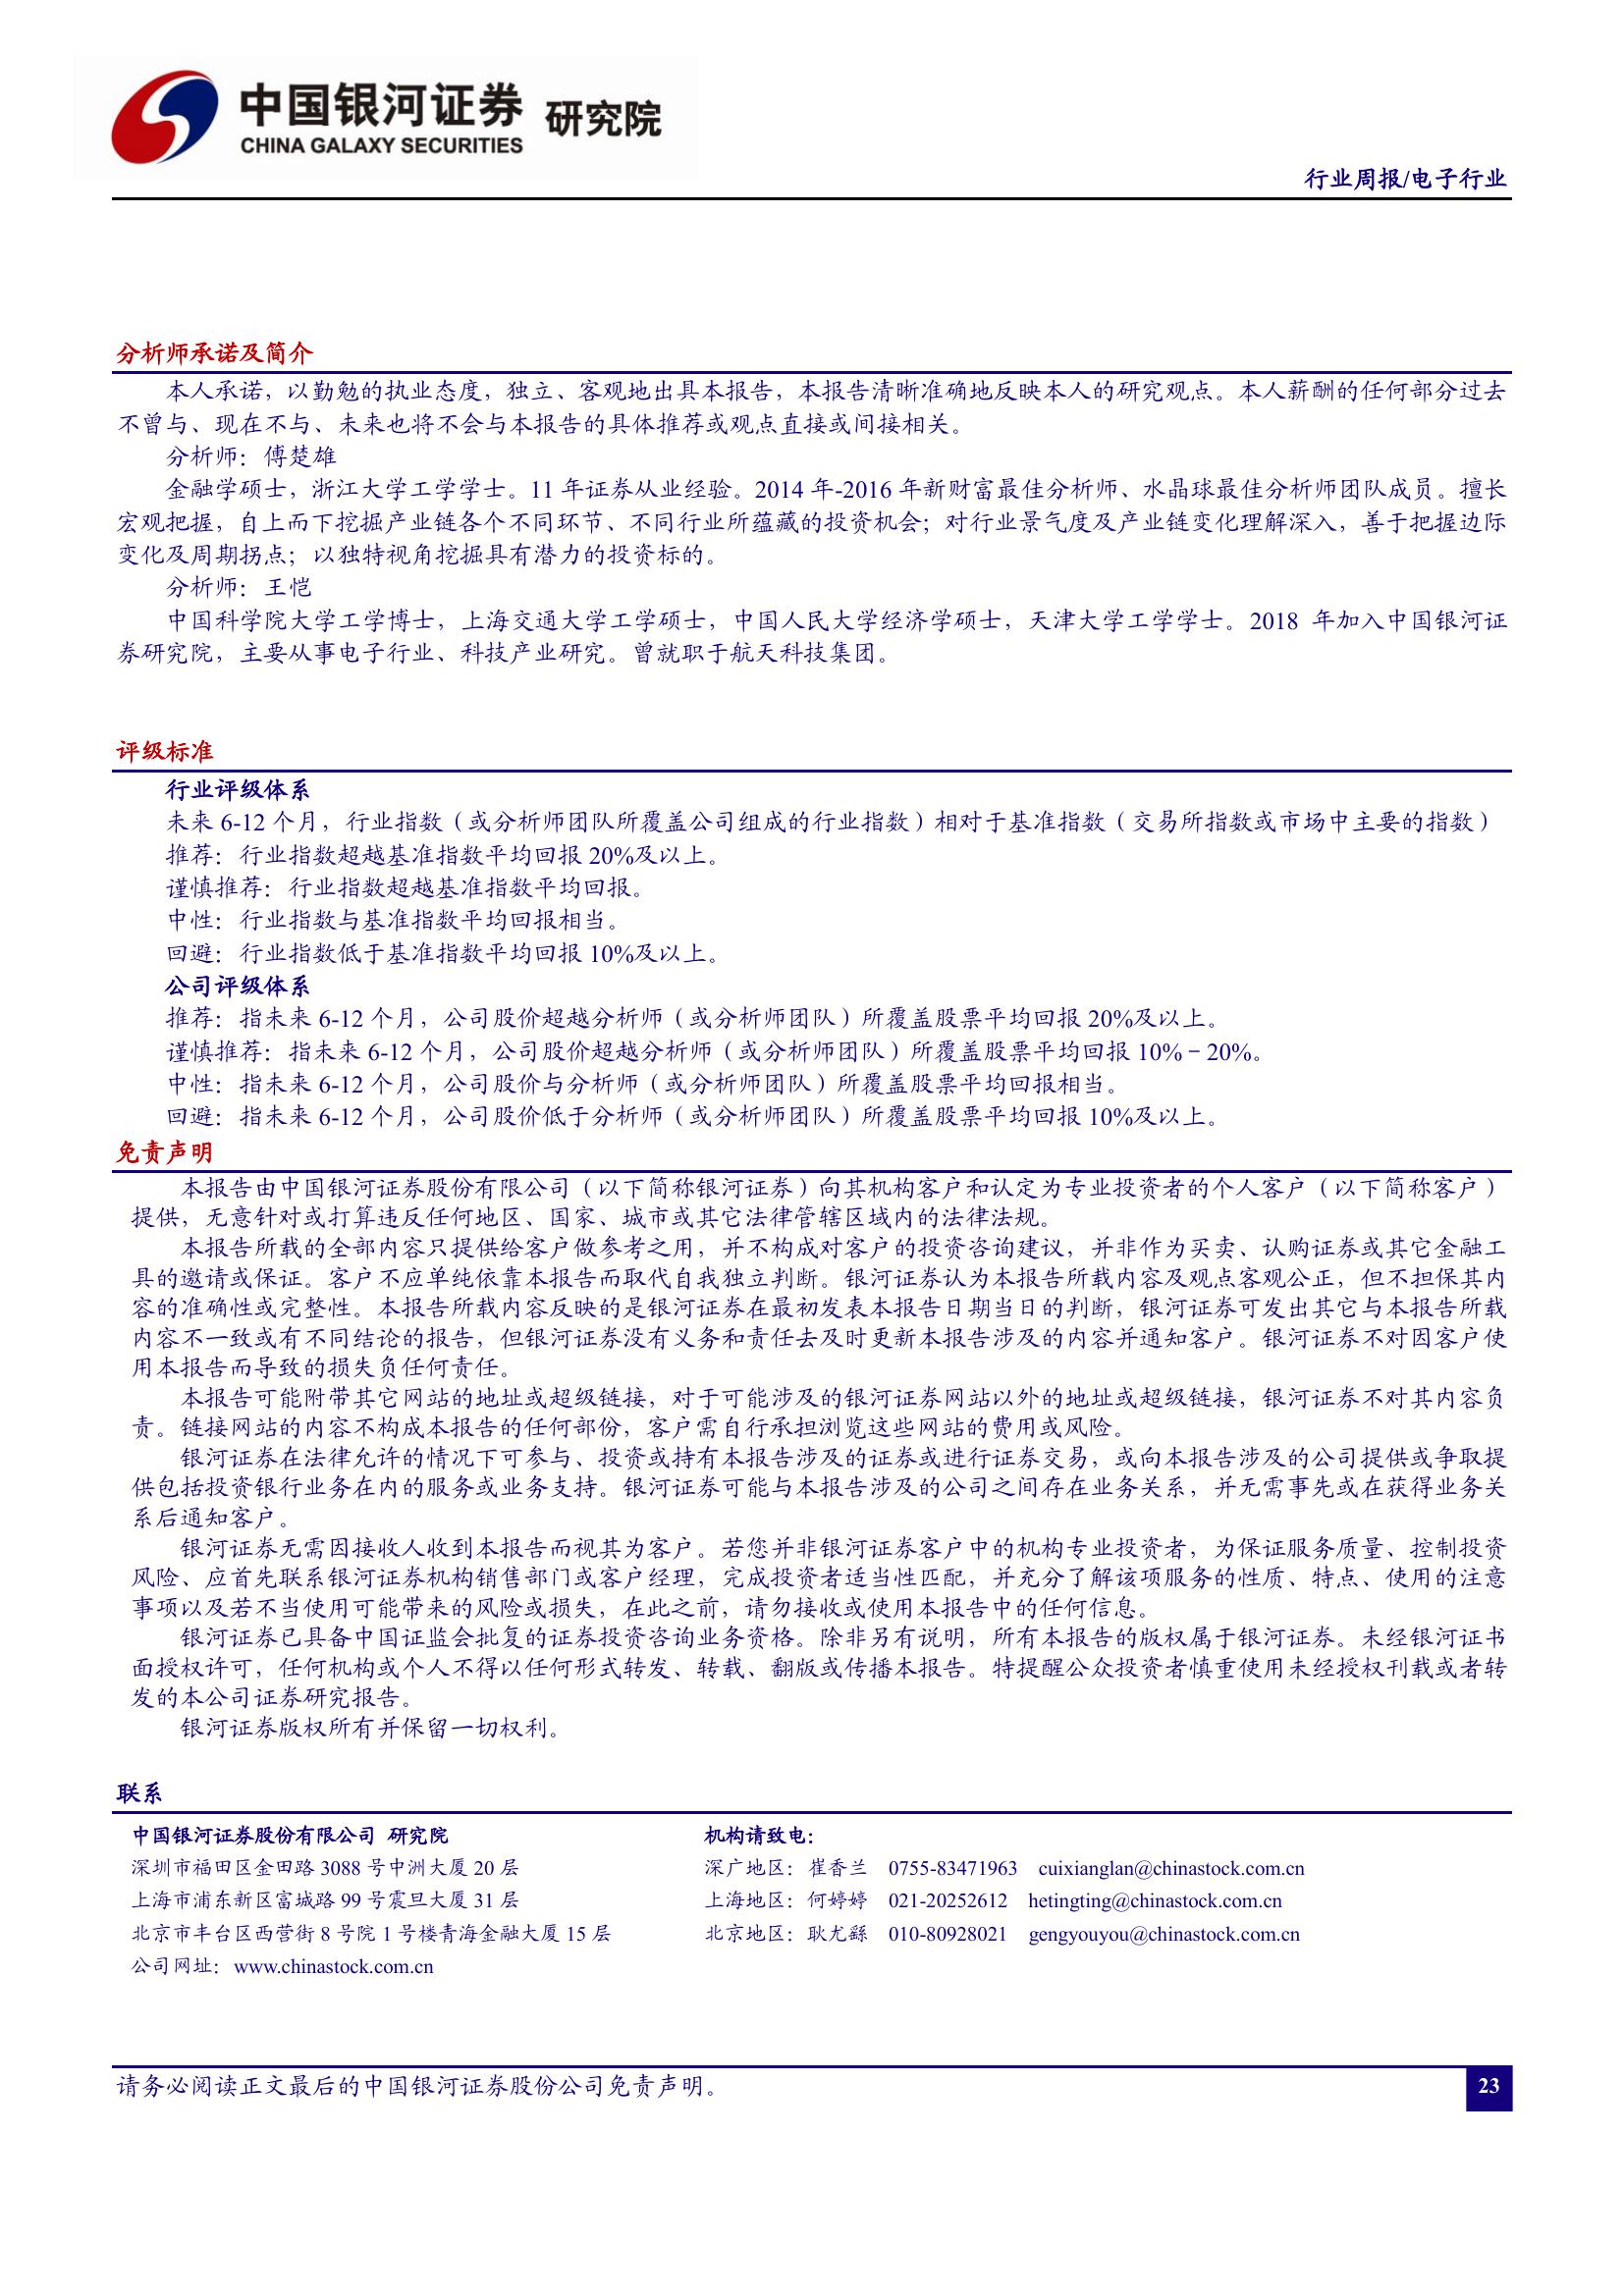 中国银河证券 研究院
CHINA GALAXY SECURITIES
行业周报/电子行业
分析师承诺及简介
本人承诺，以勤勉的执业态度，独立、客观地出具本报告，本报告清晰准确地反映本人的研究观点。本人薪酬的任何部分过去
不曾与、现在不与、未来也将不会与本报告的具体推荐或观点直接或间接相关。
分析师：傅楚雄
金融学硕士，浙江大学工学学士。11 年证券从业经验。2014 年-2016 年新财富最佳分析师、水晶球最佳分析师团队成员。擅长
宏观把握，自上而下挖掘产业链各个不同环节、不同行业所蕴藏的投资机会；对行业景气度及产业链变化理解深入，善于把握边际
变化及周期拐点；以独特视角挖掘具有潜力的投资标的。
分析师：王恺
中国科学院大学工学博士，上海交通大学工学硕士，中国人民大学经济学硕士，天津大学工学学士。2018 年加入中国银河证
券研究院，主要从事电子行业、科技产业研究。曾就职于航天科技集团。
评级标准
行业评级体系
未来 6-12 个月，行业指数（或分析师团队所覆盖公司组成的行业指数）相对于基准指数（交易所指数或市场中主要的指数）
推荐：行业指数超越基准指数平均回报 20%及以上。
谨慎推荐：行业指数超越基准指数平均回报。
中性：行业指数与基准指数平均回报相当。
回避：行业指数低于基准指数平均回报 10%及以上。
公司评级体系
推荐：指未来 6-12 个月，公司股价超越分析师（或分析师团队）所覆盖股票平均回报 20%及以上。
谨慎推荐：指未来 6-12 个月，公司股价超越分析师（或分析师团队）所覆盖股票平均回报 10%－20%。
中性：指未来 6-12 个月，公司股价与分析师（或分析师团队）所覆盖股票平均回报相当。
回避：指未来 6-12 个月，公司股价低于分析师（或分析师团队）所覆盖股票平均回报 10%及以上。
免责声明
本报告由中国银河证券股份有限公司（以下简称银河证券）向其机构客户和认定为专业投资者的个人客户（以下简称客户）
提供，无意针对或打算违反任何地区、国家、城市或其它法律管辖区域内的法律法规。
本报告所载的全部内容只提供给客户做参考之用，并不构成对客户的投资咨询建议，并非作为买卖、认购证券或其它金融工
具的邀请或保证。客户不应单纯依靠本报告而取代自我独立判断。银河证券认为本报告所载内容及观点客观公正，但不担保其内
容的准确性或完整性。本报告所载内容反映的是银河证券在最初发表本报告日期当日的判断，银河证券可发出其它与本报告所载
内容不一致或有不同结论的报告，但银河证券没有义务和责任去及时更新本报告涉及的内容并通知客户。银河证券不对因客户使
用本报告而导致的损失负任何责任。
本报告可能附带其它网站的地址或超级链接，对于可能涉及的银河证券网站以外的地址或超级链接，银河证券不对其内容负
责。链接网站的内容不构成本报告的任何部份，客户需自行承担浏览这些网站的费用或风险。
银河证券在法律允许的情况下可参与、投资或持有本报告涉及的证券或进行证券交易，或向本报告涉及的公司提供或争取提
供包括投资银行业务在内的服务或业务支持。银河证券可能与本报告涉及的公司之间存在业务关系，并无需事先或在获得业务关
系后通知客户。
银河证券无需因接收人收到本报告而视其为客户。若您并非银河证券客户中的机构专业投资者，为保证服务质量、控制投资
风险、应首先联系银河证券机构销售部门或客户经理，完成投资者适当性匹配，并充分了解该项服务的性质、特点、使用的注意
事项以及若不当使用可能带来的风险或损失，在此之前，请勿接收或使用本报告中的任何信息。
银河证券已具备中国证监会批复的证券投资咨询业务资格。除非另有说明，所有本报告的版权属于银河证券。未经银河证书
面授权许可，任何机构或个人不得以任何形式转发、转载、翻版或传播本报告。特提醒公众投资者慎重使用未经授权刊载或者转
发的本公司证券研究报告。
银河证券版权所有并保留一切权利。
联系
中国银河证券股份有限公司 研究院
深圳市福田区金田路 3088 号中洲大厦 20 层
上海市浦东新区富城路 99 号震旦大厦 31 层
北京市丰台区西营街 8 号院 1 号楼青海金融大厦 15 层
公司网址：www.chinastock.com.cn
机构请致电：
深广地区：崔香兰 0755-83471963 cuixianglan@chinastock.com.cn
上海地区：何婷婷 021-20252612 hetingting@chinastock.com.cn
北京地区：耿尤繇 010-80928021 gengyouyou@chinastock.com.cn
请务必阅读正文最后的中国银河证券股份公司免责声明。
23